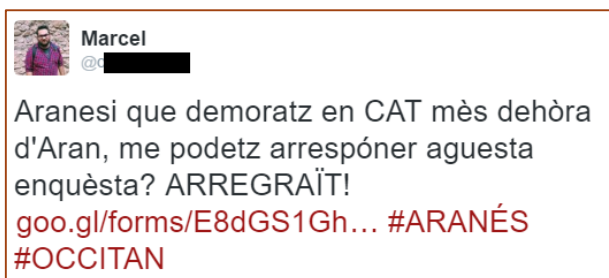 Marcel
@
Aranesi que demoratz en CAT mès dehòra
d'Aran, me podetz arrespóner aguesta
enquèsta? ARREGRAÏT!
goo.gl/forms/E8dGS1Gh… #ARANÉS
#OCCITAN